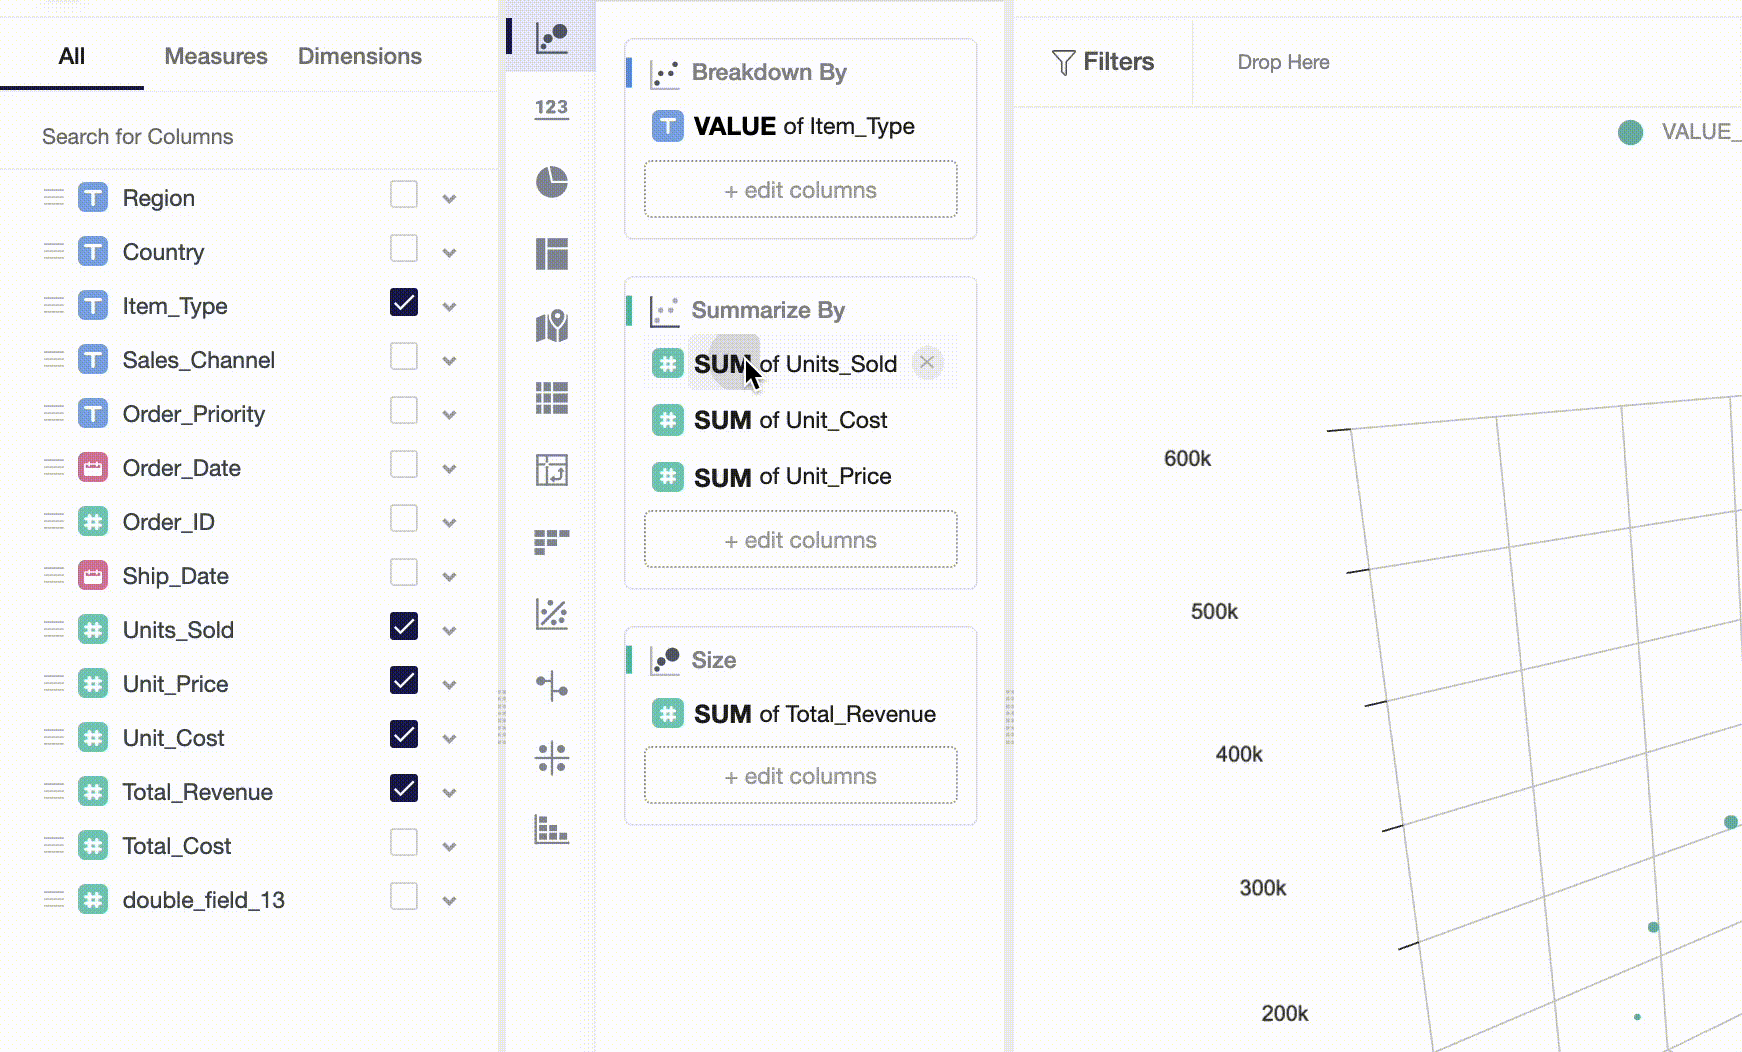 All Measures Dimensions
Search for Columns
Region
Country
Item_Type
Sales_Channel
Order_Priority
Order_Date
Order_ID
Ship_Date
Units_Sold
Unit_Price
Unit_Cost
Total_Revenue
Total_Cost
double_field_13
123
Breakdown By
VALUE of Item_Type
+ edit columns
Summarize By
SUM of Units_Sold
SUM of Unit_Cost
SUM of Unit_Price
+ edit columns
Size
SUM of Total_Revenue
+ edit columns
Filters Drop Here
VALUE_
600k
500k
400k
300k
200k